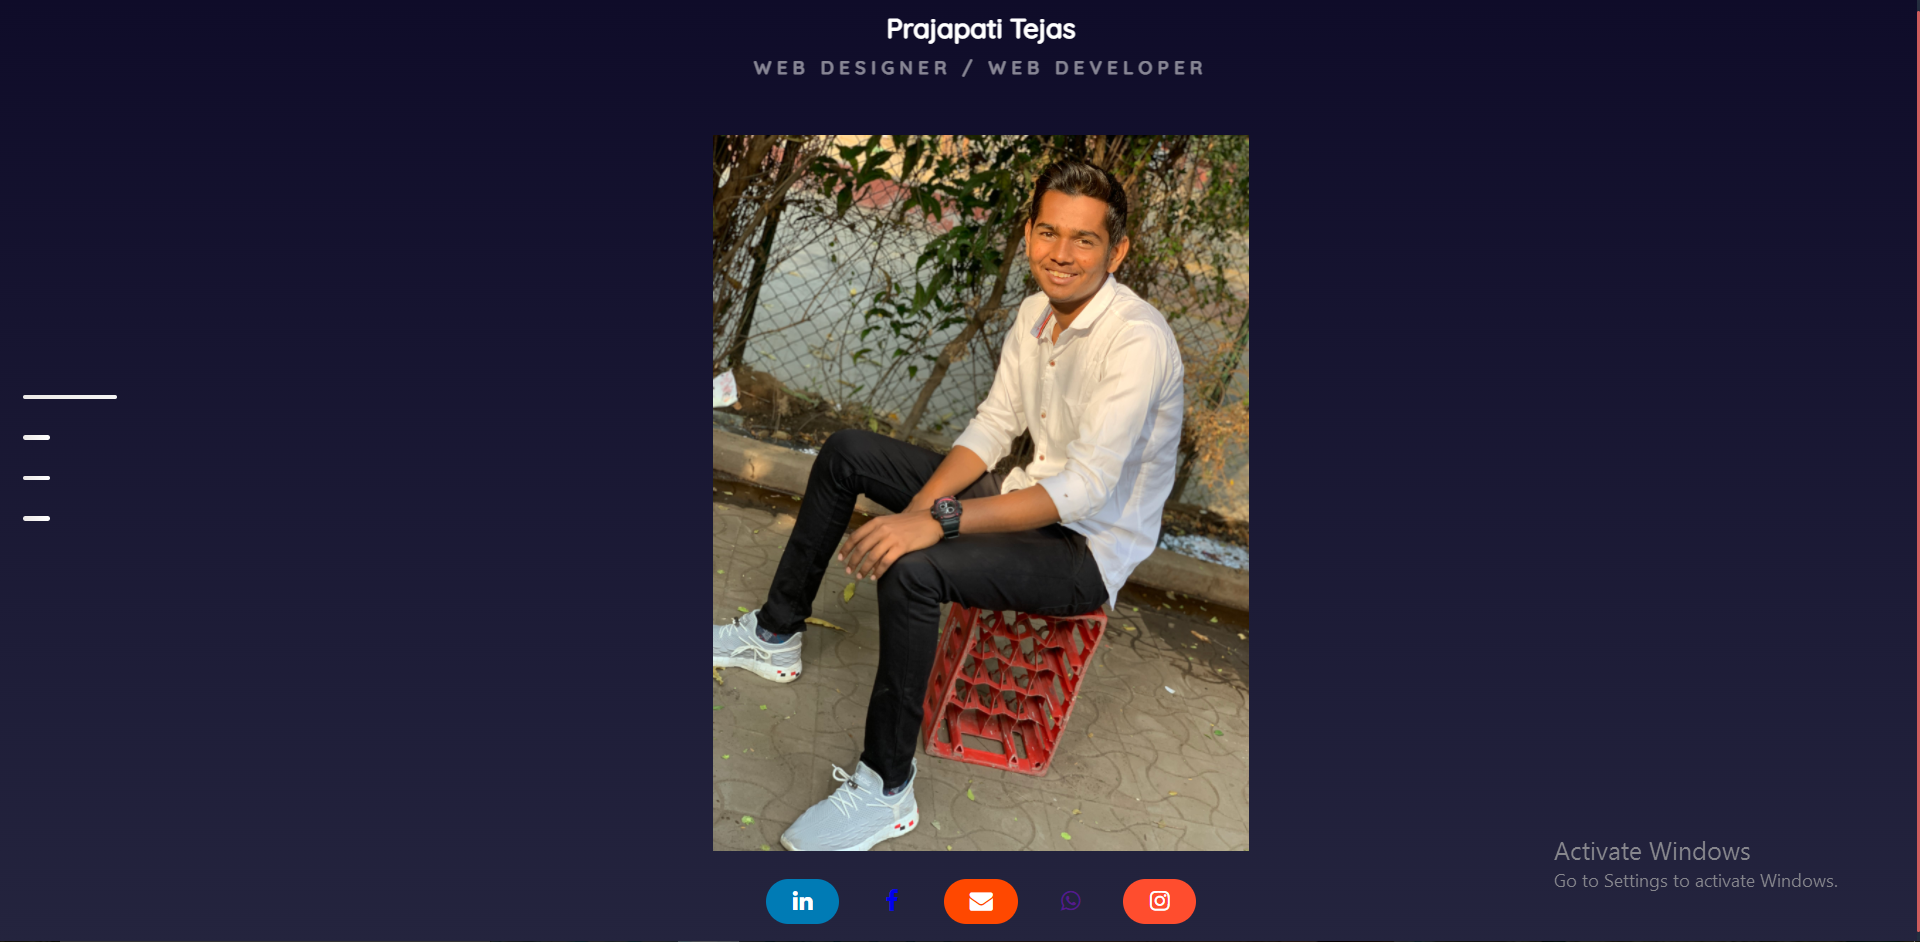 Prajapati Tejas
WEB DESIGNER / WEB DEVELOPER
in
f
Activate Windows
Go to Settings to activate Windows.